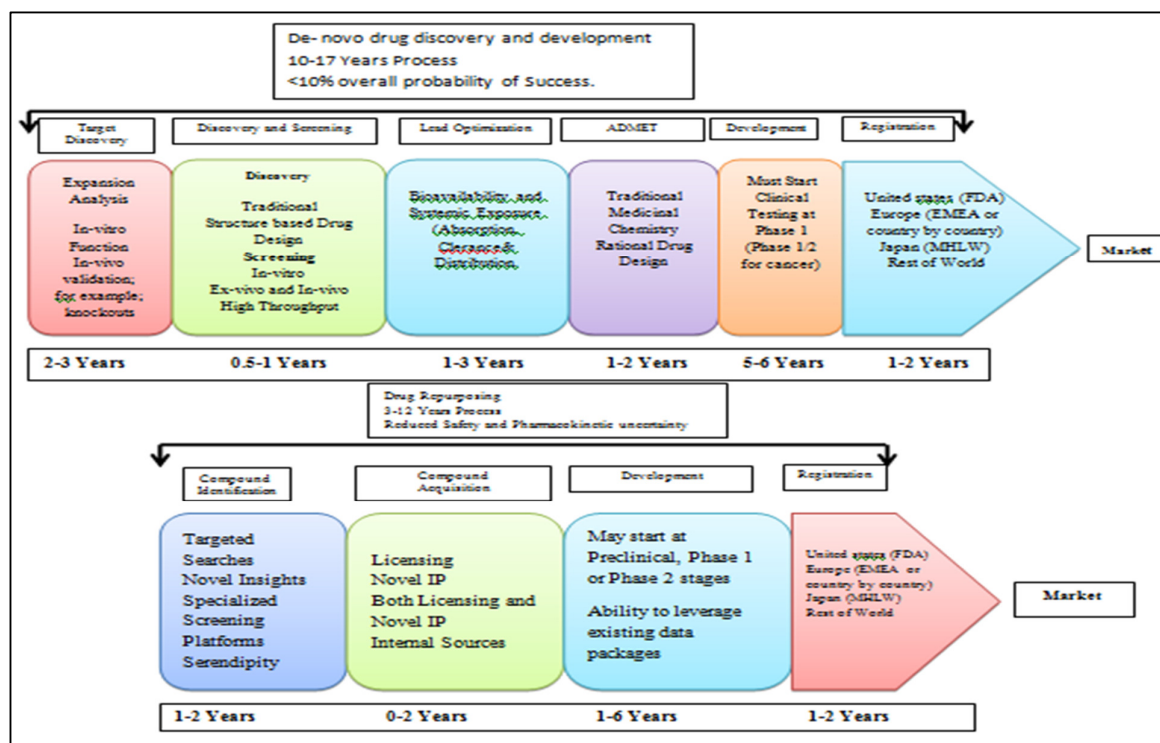 De- novo drug discovery and development
10-17 Years Process
<10% overall probability of Success.
Target
Discovery
Discovery and Screening
Lead Optimization
ADMET
Development
Registration
Expansion
Analysis
In-vitro
Function
In-vivo
validation;
for example;
knockouts
Discovery
Traditional
Structure based Drug
Design
Screening
In-vitro
Ex-vivo and In-vivo
High Throughput
Bioavailability and
Systemic Exposure
(Absorption,
Clerance&
Distribution,
Traditional
Medicinal
Chemistry
Rational Drug
Design
Must Start
Clinical
Testing at
Phase 1
(Phase 1/2
for cancer)
United states (FDA)
Europe (EMEA or
country by country)
Japan (MHLW)
Rest of World
Market
2-3 Years
0.5-1 Years
1-3 Years
1-2 Years
5-6 Years
1-2 Years
Drug Repurposing
3-12 Years Process
Reduced Safety and Pharmacokinetic uncertainty
Compound
Identification
Compound
Acquisition
Development
Registration
Targeted
Searches
Novel Insights
Specialized
Screening
Platforms
Serendipity
Licensing
Novel IP
Both Licensing and
Novel IP
Internal Sources
May start at
Preclinical, Phase 1
or Phase 2 stages
Ability to leverage
existing data
packages
United states (FDA)
Europe (EMEA or
country by country)
Japan (MHLW)
Rest of World
Market
1-2 Years
0-2 Years
1-6 Years
1-2 Years